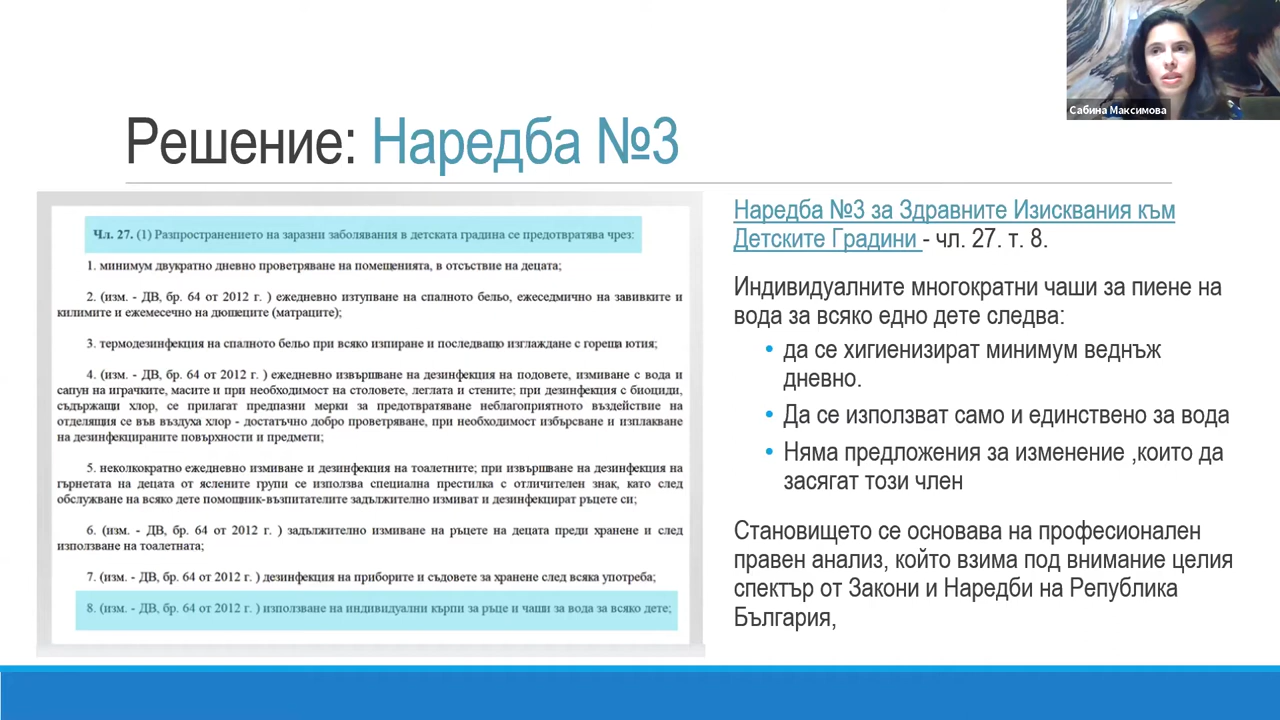 Сабина Максимова
Решение: Наредба №3
Чл. 27. (1) Разпространението на заразни заболявания в детската градина се предотвратява чрез:
1. минимум двукратно дневно проветряване на помещенията, в отсъствие на децата;
2. (изм. - ДВ, бр. 64 от 2012 г. ) ежедневно изтупване на спалното бельо, ежеседмично на завивките и
килимите и ежемесечно на дюшеците (матраците);
3. термодезинфекция на спалното бельо при всяко изпиране и последващо изглаждане с гореща ютия;
4. (изм. - ДВ, бр. 64 от 2012 г. ) ежедневно извършване на дезинфекция на подовете, измиване с вода и
сапун на играчките, масите и при необходимост на столовете, леглата и стените; при дезинфекция с биоциди,
съдържащи хлор, се прилагат предпазни мерки за предотвратяване неблагоприятното въздействие на
отделящия се във въздуха хлор - достатъчно добро проветряване, при необходимост избърсване и изплакване
на дезинфекцираните повърхности и предмети;
5. неколкократно ежедневно измиване и дезинфекция на тоалетните; при извършване на дезинфекция на
гърнетата на децата от яслените групи се използва специална престилка с отличителен знак, като след
обслужване на всяко дете помощник-възпитателите задължително измиват и дезинфекцират ръцете си;
6. (изм. - ДВ, бр. 64 от 2012 г. ) задължително измиване на ръцете на децата преди хранене и след
използване на тоалетната;
7. (изм. - ДВ, бр. 64 от 2012 г. ) дезинфекция на приборите и съдовете за хранене след всяка употреба;
8. (изм. - ДВ, бр. 64 от 2012 г. ) използване на индивидуални кърпи за ръце и чаши за вода за всяко дете;
Наредба №3 за Здравните Изисквания към
Детските Градини - чл. 27. т. 8.
Индивидуалните многократни чаши за пиене на
вода за всяко едно дете следва:
• да се хигиенизират минимум веднъж
дневно.
• Да се използват само и единствено за вода
• Няма предложения за изменение ,които да
засягат този член
Становището се основава на професионален
правен анализ, който взима под внимание целия
спектър от Закони и Наредби на Република
България,